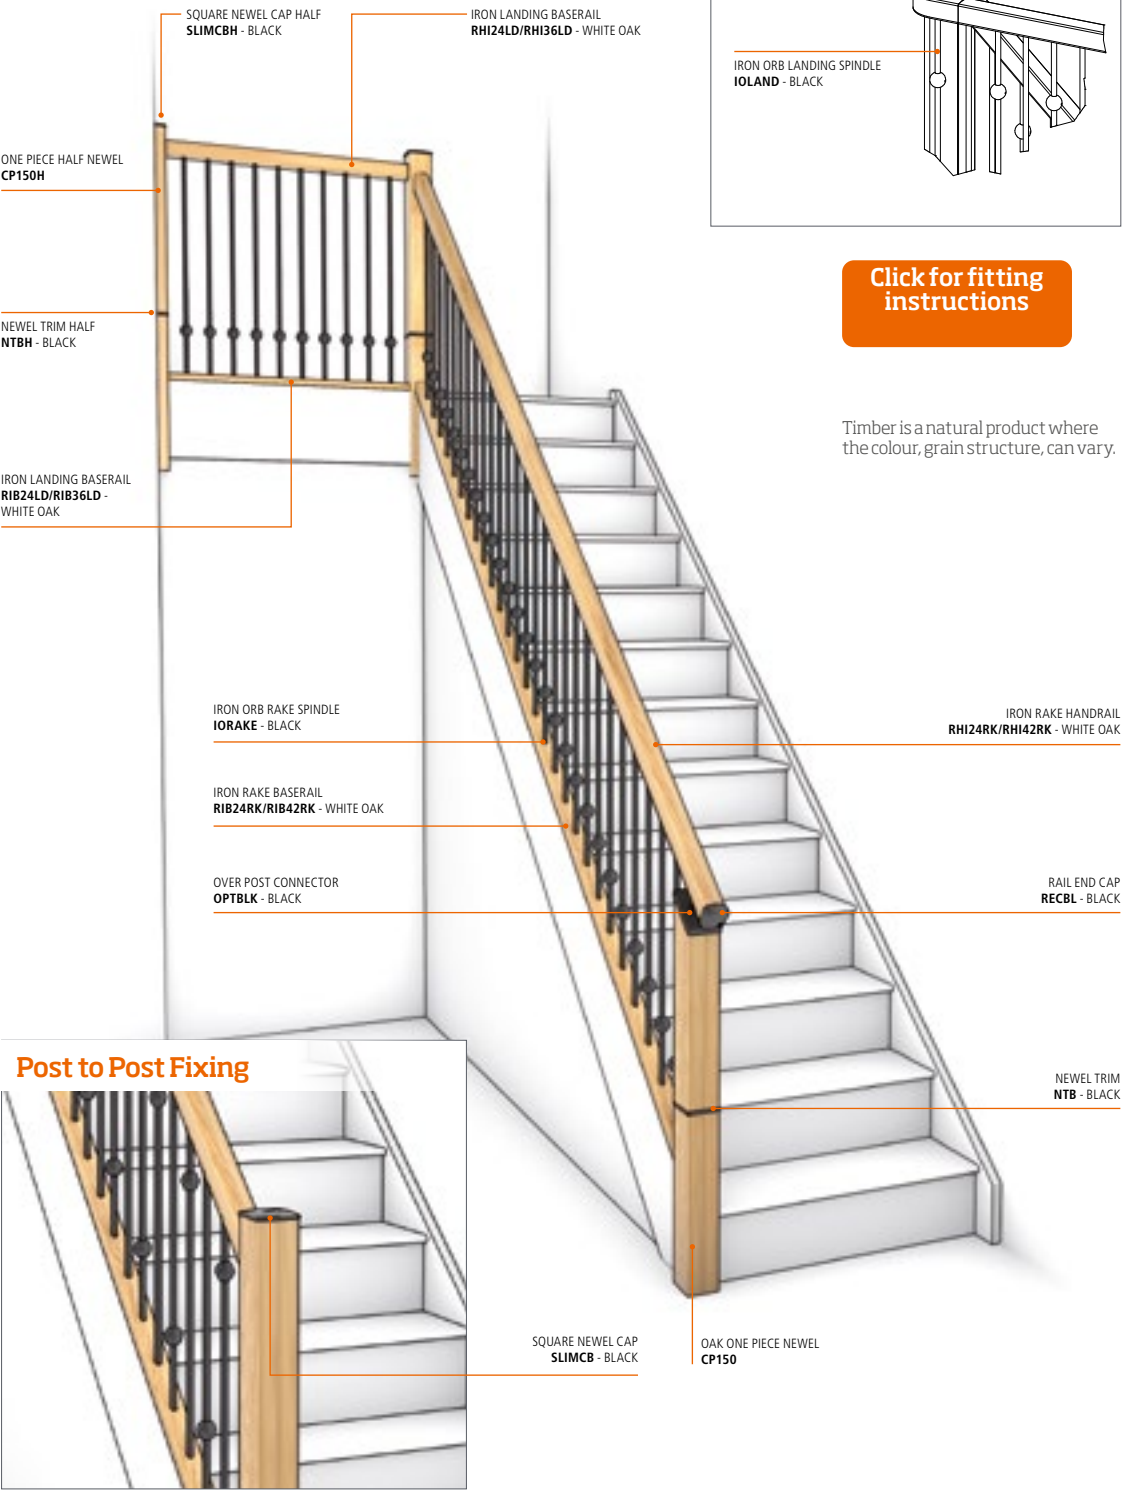 SQUARE NEWEL CAP HALF
SLIMCBH - BLACK
IRON LANDING BASERAIL
RHI24LD/RHI36LD - WHITE OAK
IRON ORB LANDING SPINDLE
IOLAND - BLACK
ONE PIECE HALF NEWEL
CP150H
Click for fitting
instructions
NEWEL TRIM HALF
NTBH - BLACK
Timber is a natural product where
the colour, grain structure, can vary.
IRON LANDING BASERAIL
RIB24LD/RIB36LD -
WHITE OAK
IRON ORB RAKE SPINDLE
IORAKE - BLACK
IRON RAKE HANDRAIL
RHI24RK/RHI42RK - WHITE OAK
IRON RAKE BASERAIL
RIB24RK/RIB42RK - WHITE OAK
OVER POST CONNECTOR
OPTBLK - BLACK
RAIL END CAP
RECBL - BLACK
Post to Post Fixing
NEWEL TRIM
NTB - BLACK
SQUARE NEWEL CAP
SLIMCB - BLACK
OAK ONE PIECE NEWEL
CP150